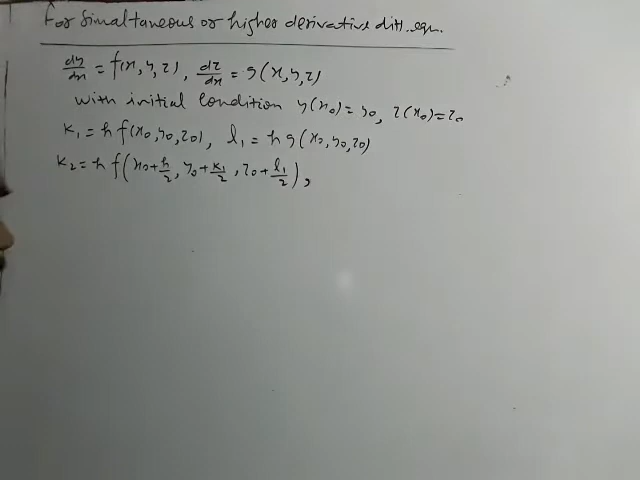 For simaltaneous or higher derivative diff. eqn.
dy/dx = f(x, y, z), dz/dx = g(x, y, z)
with initial condition y(x₀) = y₀, z(x₀) = z₀
K₁ = h f(x₀, y₀, z₀), l₁ = h g(x₀, y₀, z₀)
K₂ = h f(x₀ + h/2, y₀ + K₁/2, z₀ + l₁/2),